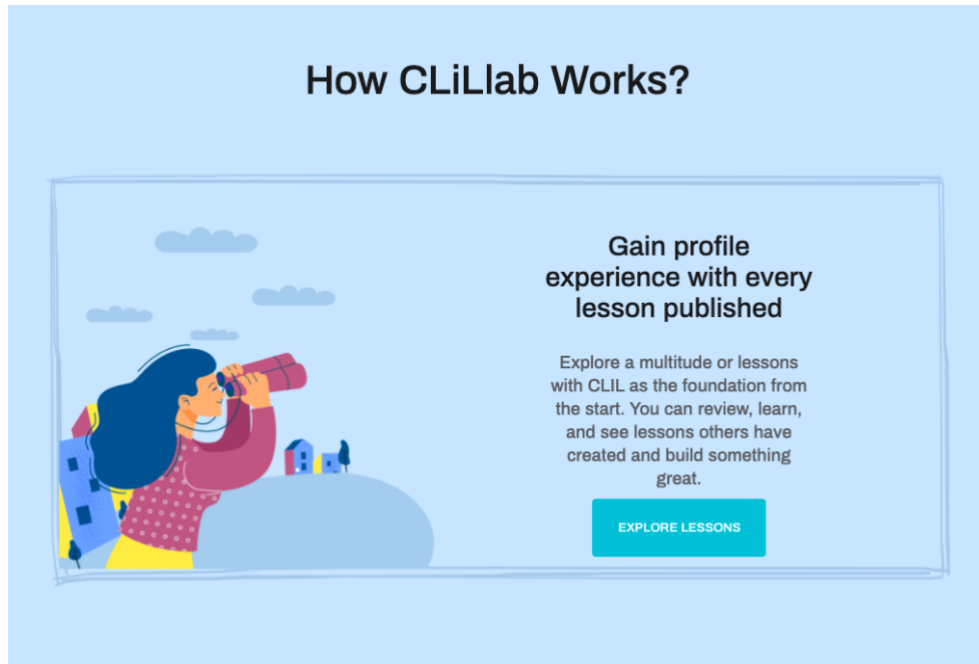 How CLiLlab Works?
Gain profile
experience with every
lesson published
Explore a multitude or lessons
with CLIL as the foundation from
the start. You can review, learn,
and see lessons others have
created and build something
great.
EXPLORE LESSONS